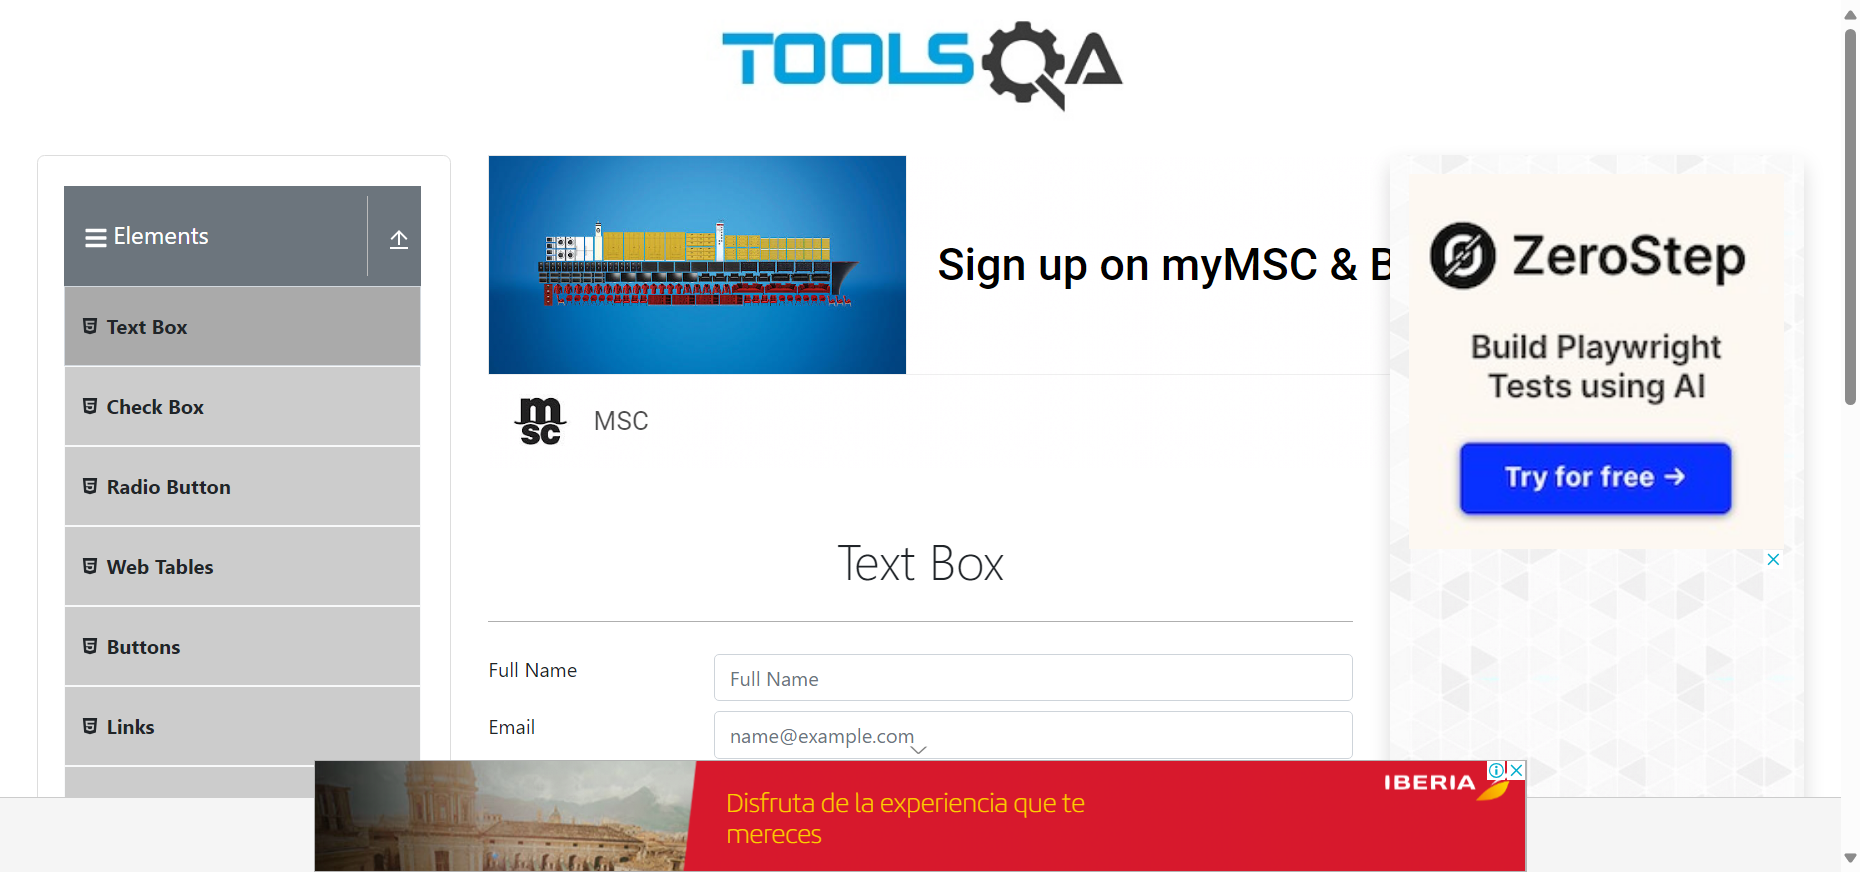 TOOLSQA
Elements
Text Box
Check Box
Radio Button
Web Tables
Buttons
Links
Sign up on myMSC & B
msc
MSC
Text Box
Full Name
Full Name
Email
name@example.com
ZeroStep
Build Playwright
Tests using AI
Try for free →
Disfruta de la experiencia que te
mereces
IBERIA